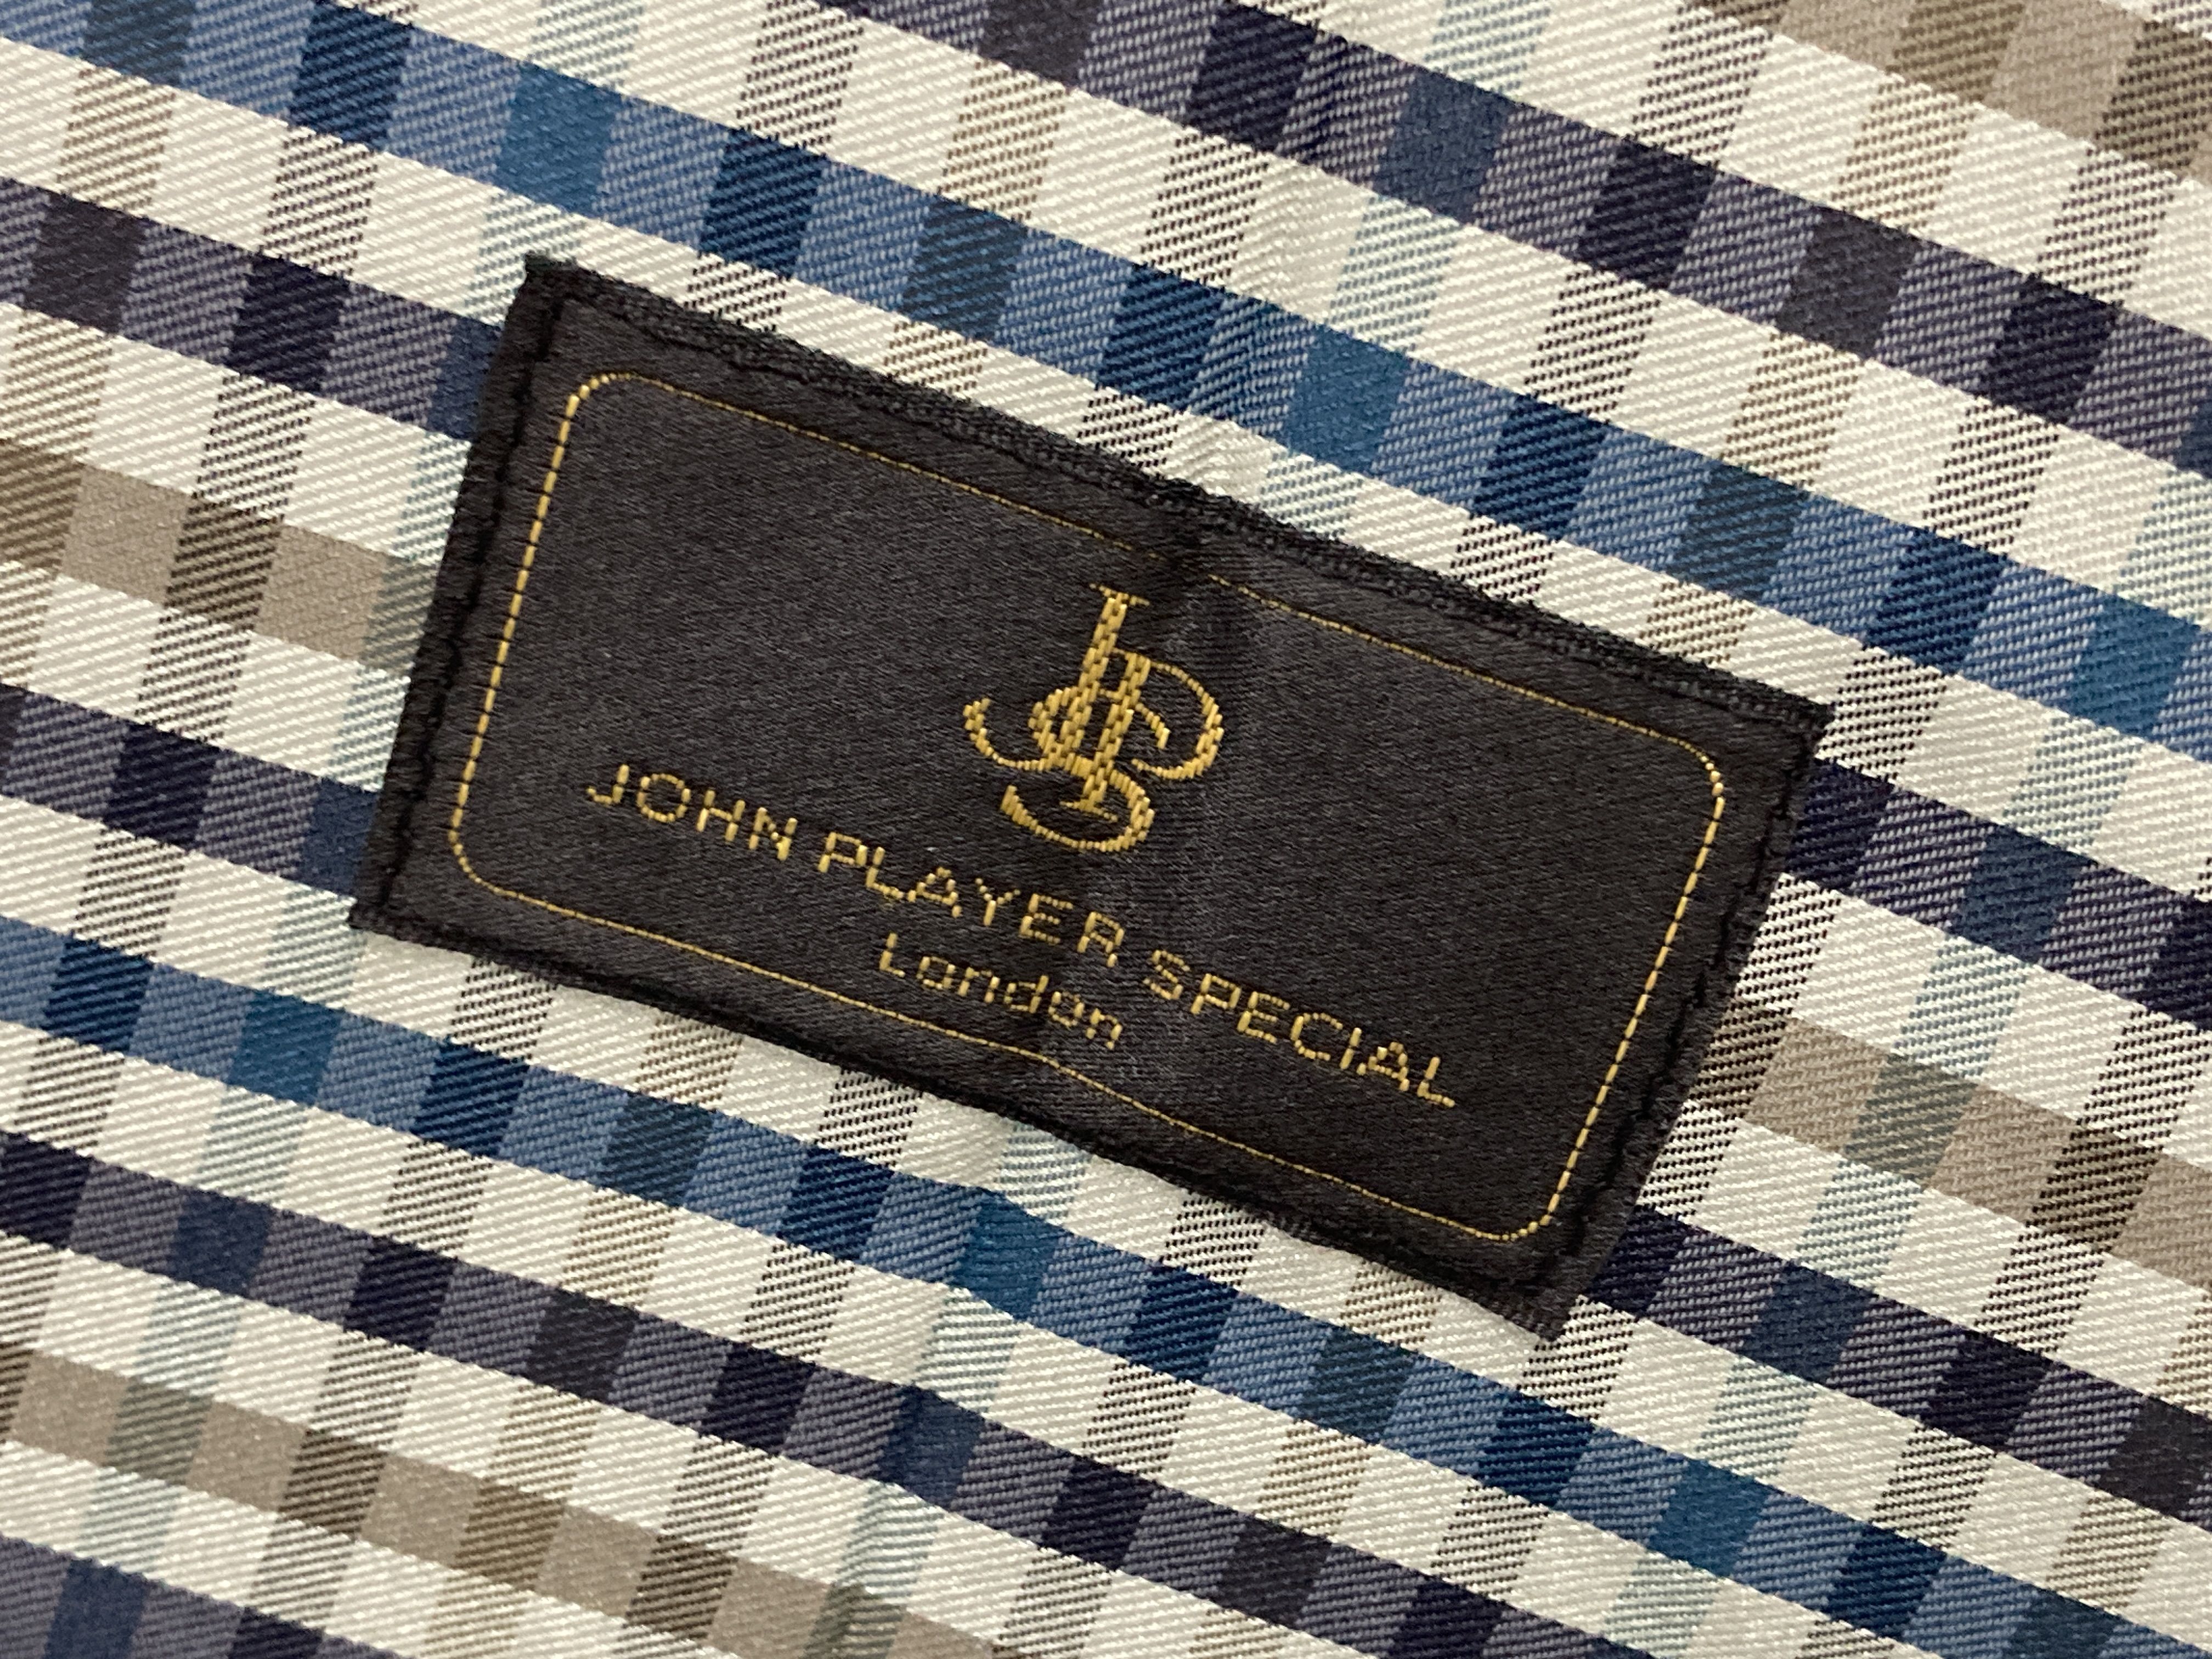 JPS
JOHN PLAYER SPECIAL
London